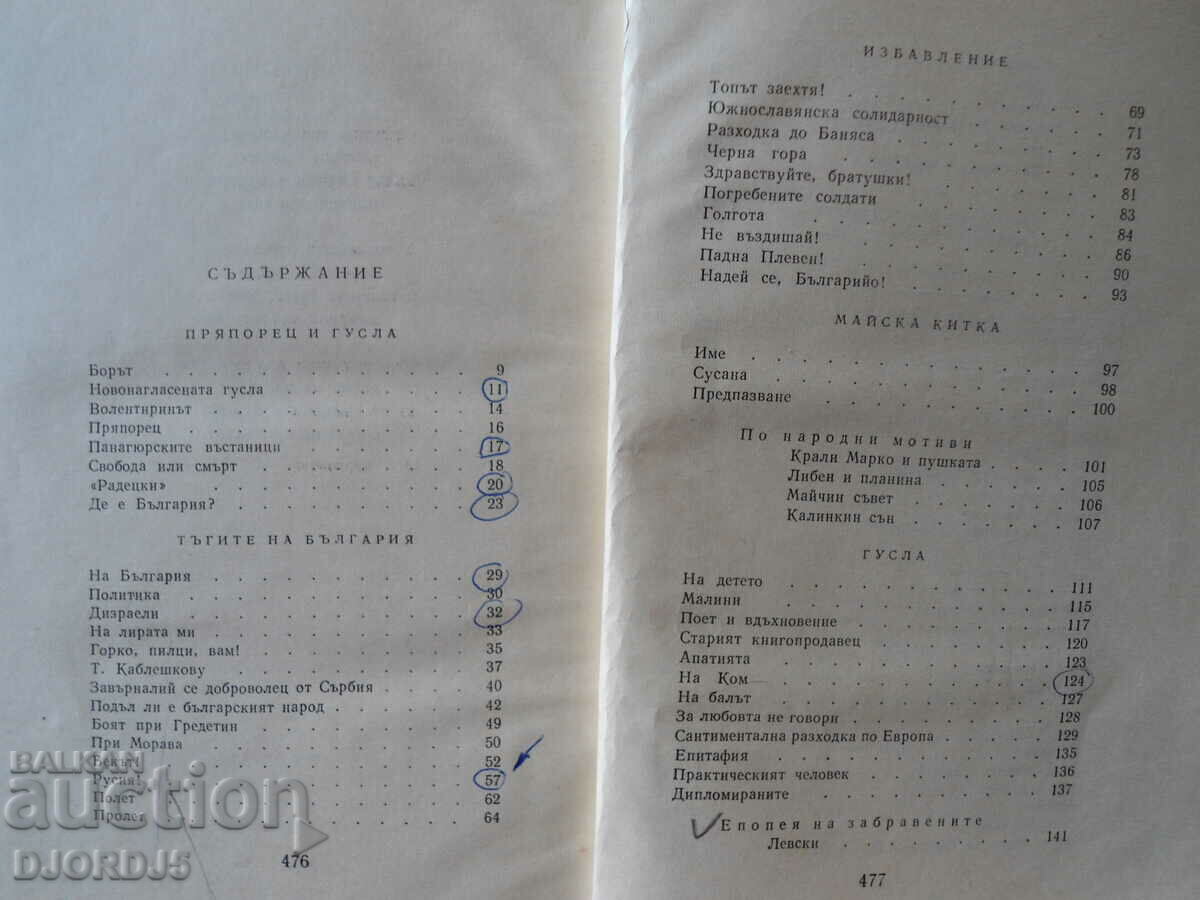 СЪДЪРЖАНИЕ
ПРЯПОРЕЦ И ГУСЛА
Борът . . . . . . . . . . . . . . 9
Новонагласената гусла . . . . . . . 11
Волентиринът . . . . . . . . . . 14
Пряпорец . . . . . . . . . . . . 16
Панагюрските въстаници . . . . . . . 17
Свобода или смърт . . . . . . . . 18
«Радецки» . . . . . . . . . . . 20
Де е България? . . . . . . . . . 23
ТЪГИТЕ НА БЪЛГАРИЯ
На България . . . . . . . . . . 29
Политика . . . . . . . . . . . 30
Дизраели . . . . . . . . . . . 32
На лирата ми . . . . . . . . . . 33
Горко, пилци, вам! . . . . . . . . 35
Т. Каблешкову . . . . . . . . . . 37
Завърналий се доброволец от Сърбия . . . . 40
Подъл ли е българският народ . . . . . . 42
Боят при Гредетин . . . . . . . . 49
При Морава . . . . . . . . . . . 50
Векът! . . . . . . . . . . . . 52
Русия! . . . . . . . . . . . . 57
Полет . . . . . . . . . . . . 62
Пролет . . . . . . . . . . . . 64
476
ИЗБАВЛЕНИЕ
Топът заехтя! . . . . . . . . . . 69
Южнославянска солидарност . . . . . . 71
Разходка до Баняса . . . . . . . . 73
Черна гора . . . . . . . . . . 78
Здравствуйте, братушки! . . . . . . . 81
Погребените солдати . . . . . . . . 83
Голгота . . . . . . . . . . . 84
Не въздишай! . . . . . . . . . . 86
Падна Плевен! . . . . . . . . . . 90
Надей се, Българийо! . . . . . . . . 93
МАЙСКА КИТКА
Име . . . . . . . . . . . . . 97
Сусана . . . . . . . . . . . . 98
Предпазване . . . . . . . . . . 100
По народни мотиви
Крали Марко и пушката . . . . . 101
Либен и планина . . . . . . . 105
Майчин съвет . . . . . . . . 106
Калинкин сън . . . . . . . . 107
ГУСЛА
На детето . . . . . . . . . . . 111
Малини . . . . . . . . . . . 115
Поет и вдъхновение . . . . . . . . 117
Старият книгопродавец . . . . . . . 120
Апатията . . . . . . . . . . . 123
На Ком . . . . . . . . . . . . 124
На балът . . . . . . . . . . . 127
За любовта не говори . . . . . . . . 128
Сантиментална разходка по Европа . . . . 129
Епитафия . . . . . . . . . . . 135
Практическият човек . . . . . . . . 136
Дипломираните . . . . . . . . . . 137
Епопея на забравените
Левски . . . . . . . . . . 141
477
BALKAN
auction
DJORDJ5